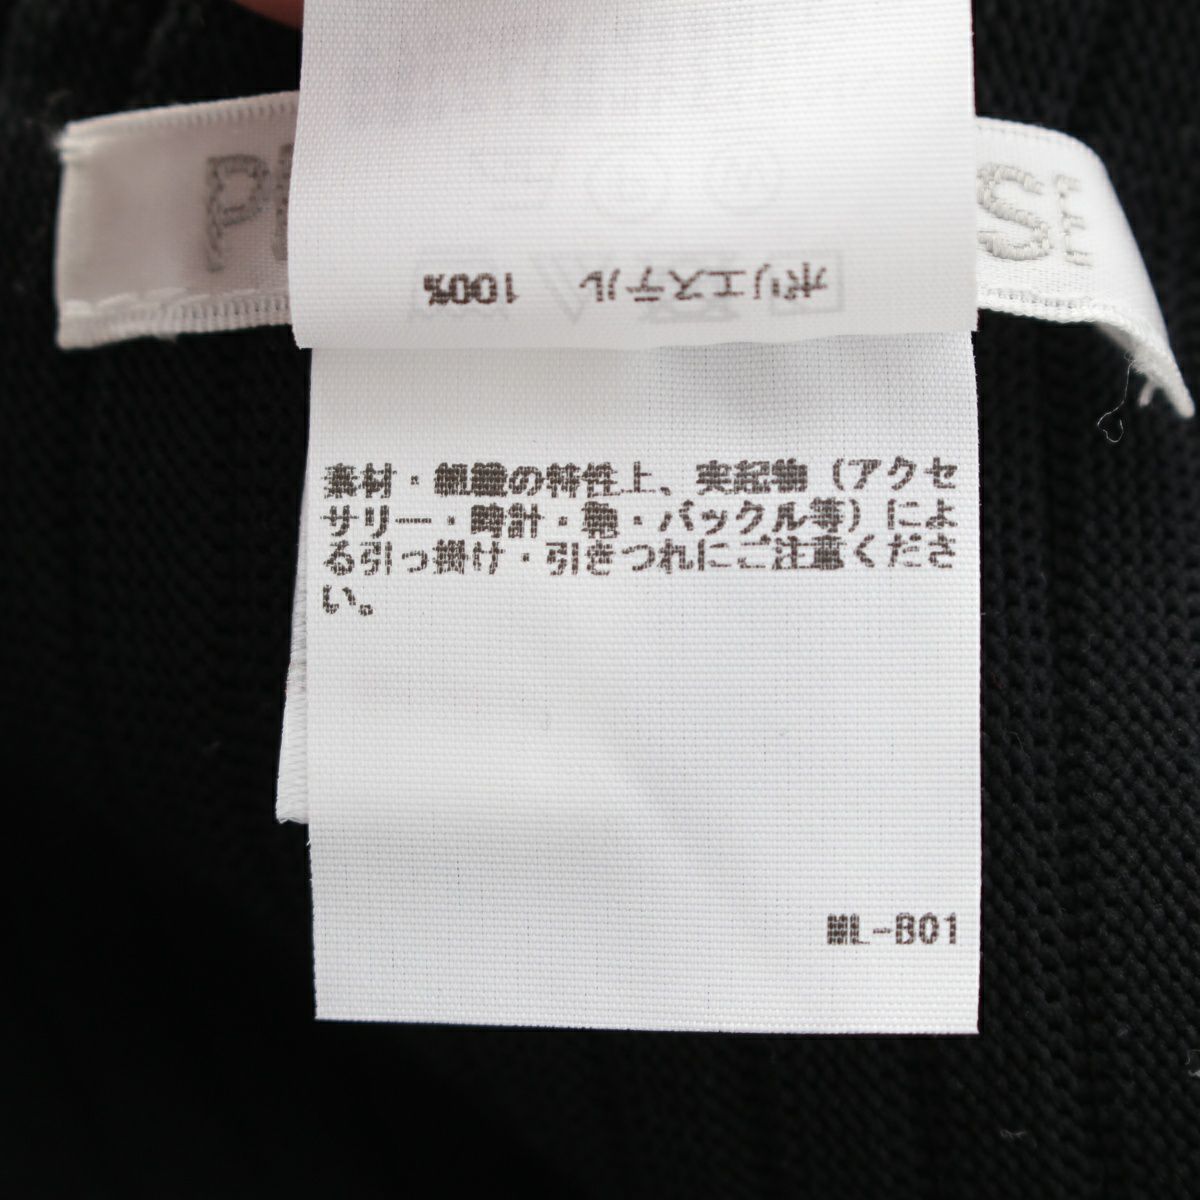 ポリエステル 100%
素材・組織の特性上、突起物（アクセ
サリー・時計・鞄・バックル等）によ
る引っ掛け・引きつれにご注意くださ
い。
ML-B01